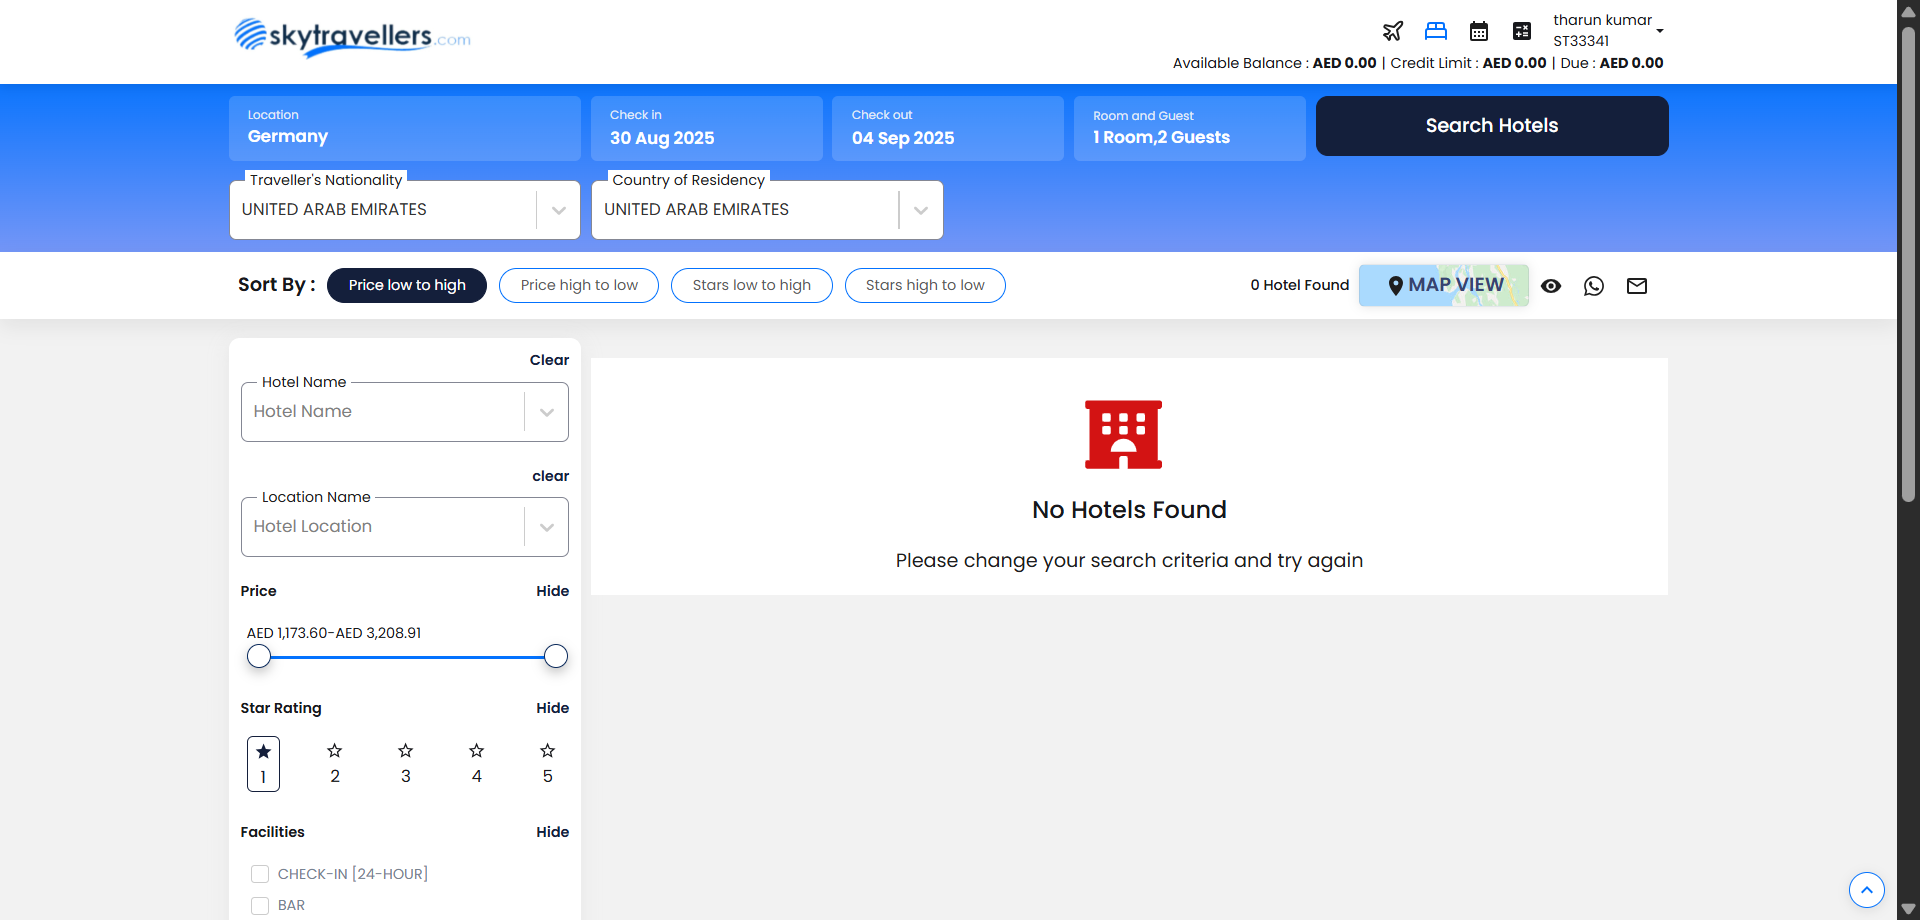 skytravellers.com
tharun kumar
ST33341
Available Balance : AED 0.00 | Credit Limit : AED 0.00 | Due : AED 0.00
Location
Germany
Check in
30 Aug 2025
Check out
04 Sep 2025
Room and Guest
1 Room,2 Guests
Search Hotels
Traveller's Nationality
UNITED ARAB EMIRATES
Country of Residency
UNITED ARAB EMIRATES
Sort By :
Price low to high
Price high to low
Stars low to high
Stars high to low
0 Hotel Found
MAP VIEW
Clear
Hotel Name
Hotel Name
clear
Location Name
Hotel Location
Price
Hide
AED 1,173.60-AED 3,208.91
Star Rating
Hide
1
2
3
4
5
Facilities
Hide
CHECK-IN [24-HOUR]
BAR
No Hotels Found
Please change your search criteria and try again